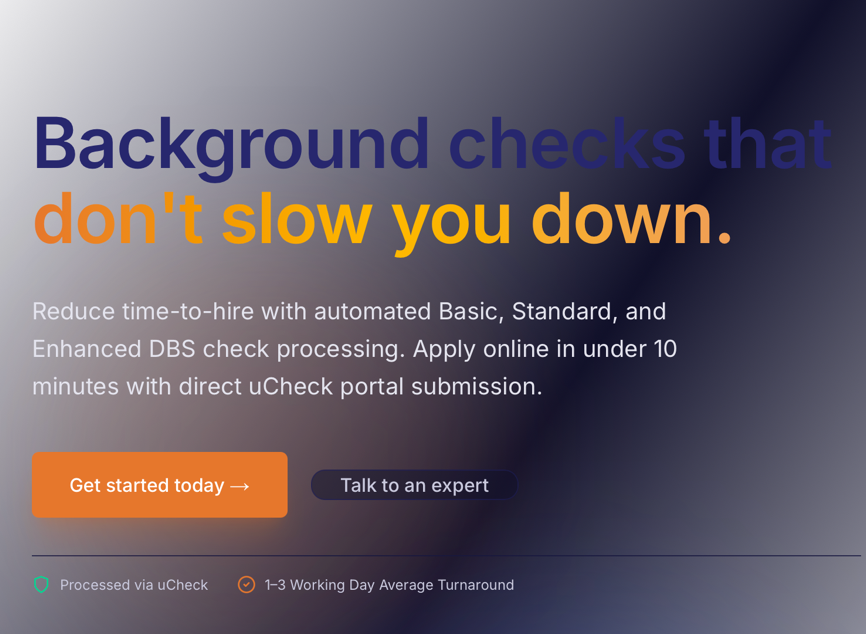 Background checks that
don't slow you down.
Reduce time-to-hire with automated Basic, Standard, and
Enhanced DBS check processing. Apply online in under 10
minutes with direct uCheck portal submission.
Get started today →
Talk to an expert
Processed via uCheck
1–3 Working Day Average Turnaround